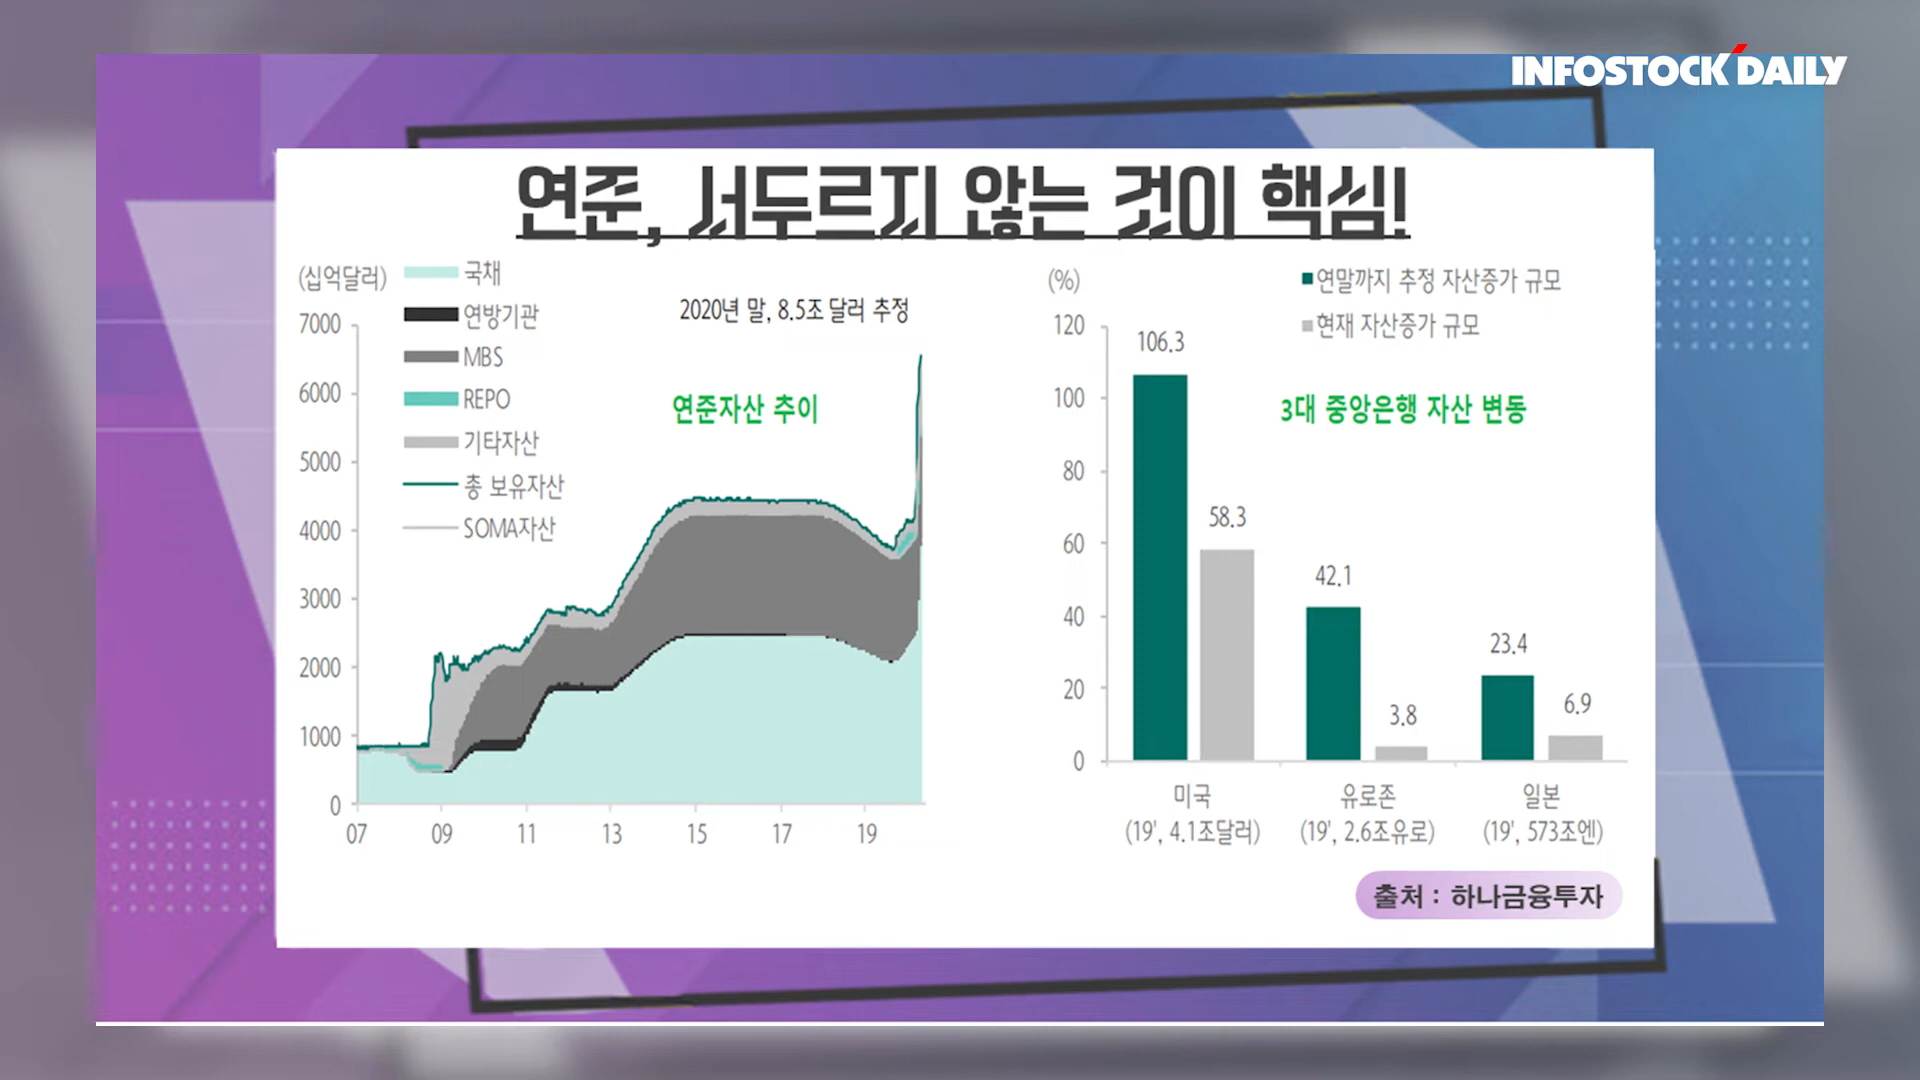 INFOSTOCK DAILY
연준, 서두르지 않는 것이 핵심!
(십억달러)
국채
연방기관
MBS
REPO
기타자산
총 보유자산
SOMA자산
2020년 말, 8.5조 달러 추정
연준자산 추이
7000
6000
5000
4000
3000
2000
1000
0
07 09 11 13 15 17 19
(%)
연말까지 추정 자산증가 규모
현재 자산증가 규모
3대 중앙은행 자산 변동
120
100
80
60
40
20
0
106.3
58.3
42.1
3.8
23.4
6.9
미국 유로존 일본
(19', 4.1조달러) (19', 2.6조유로) (19', 573조엔)
출처 : 하나금융투자